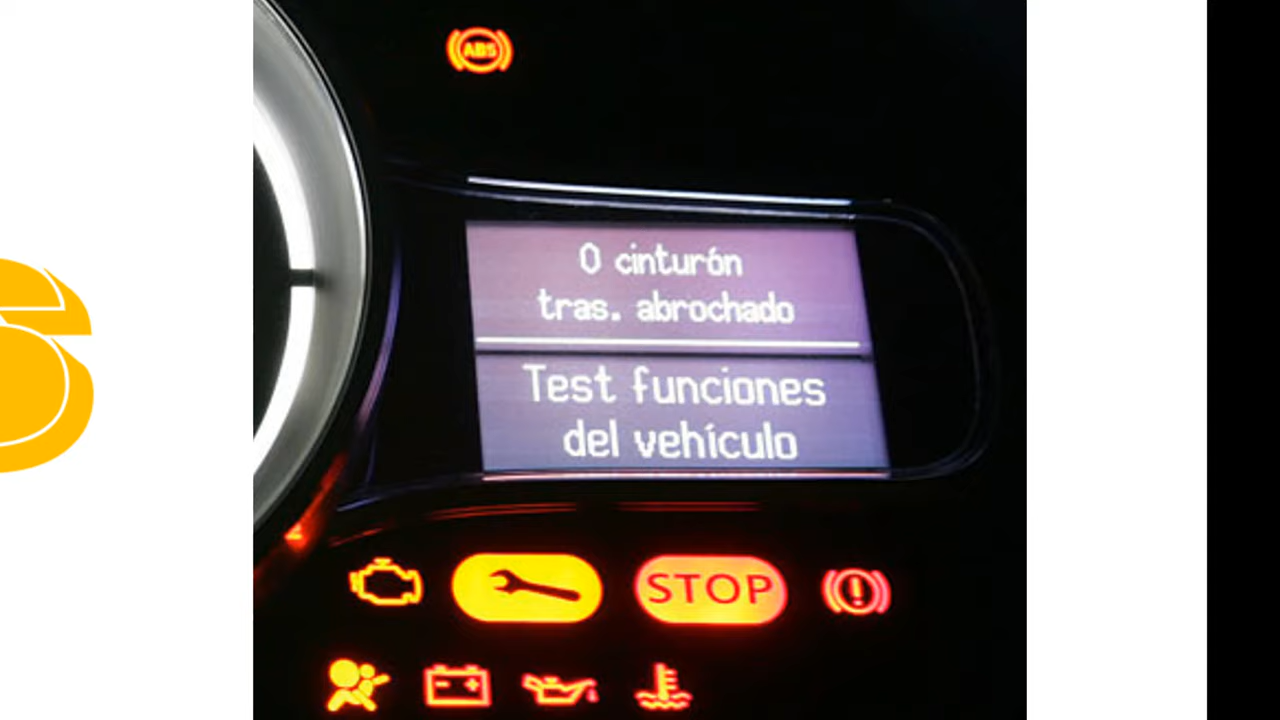 ABS
0 cinturón
tras. abrochado
Test funciones
del vehículo
STOP